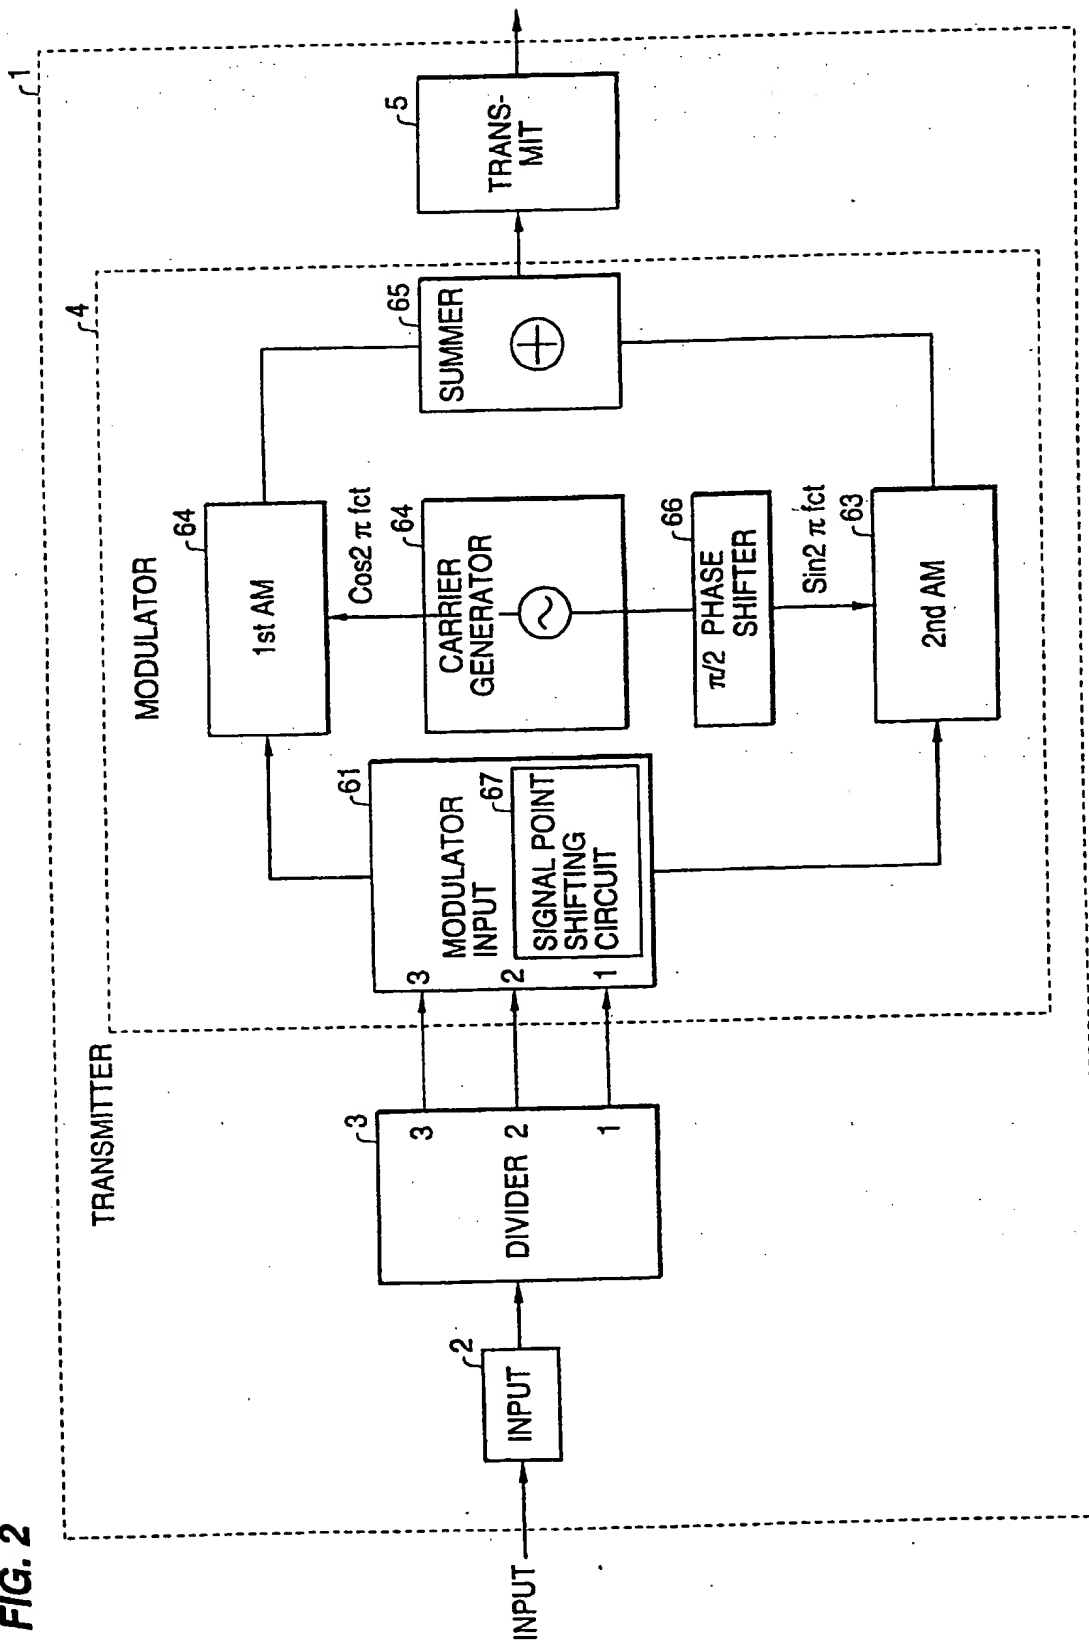 FIG. 2
1
TRANSMITTER
4
MODULATOR
INPUT
2
INPUT
3
DIVIDER
3
2
1
61
MODULATOR
INPUT
3
2
1
67
SIGNAL POINT
SHIFTING
CIRCUIT
64
1st AM
Cos2 π fct
64
CARRIER
GENERATOR
66
π/2 PHASE
SHIFTER
Sin2 π fct
63
2nd AM
65
SUMMER
5
TRANS-
MIT